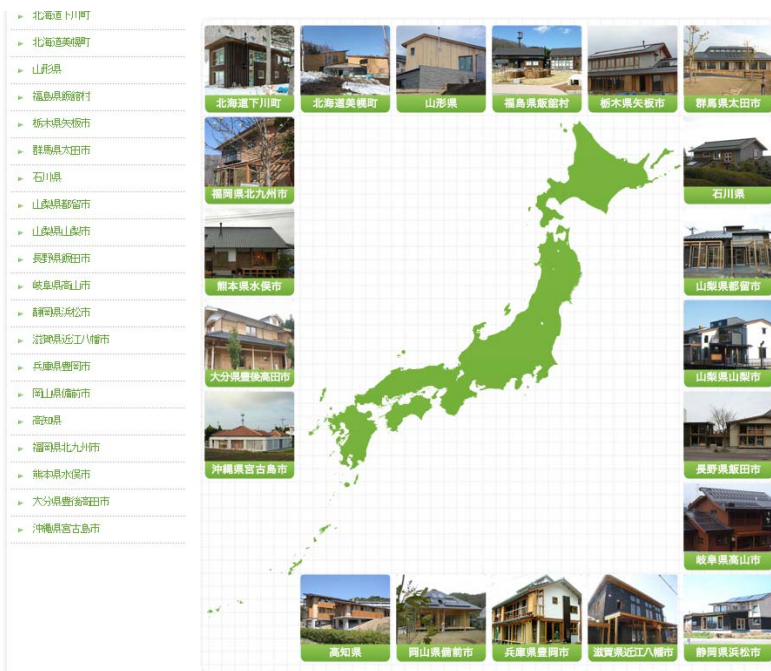 北海道下川町
北海道美幌町
山形県
福島県飯舘村
栃木県矢板市
群馬県太田市
石川県
山梨県都留市
山梨県山梨市
長野県飯田市
岐阜県高山市
静岡県浜松市
滋賀県近江八幡市
兵庫県豊岡市
岡山県備前市
高知県
福岡県北九州市
熊本県水俣市
大分県豊後高田市
沖縄県宮古島市
北海道下川町
北海道美幌町
山形県
福島県飯舘村
栃木県矢板市
群馬県太田市
福岡県北九州市
石川県
熊本県水俣市
山梨県都留市
大分県豊後高田市
山梨県山梨市
沖縄県宮古島市
長野県飯田市
岐阜県高山市
高知県
岡山県備前市
兵庫県豊岡市
滋賀県近江八幡市
静岡県浜松市